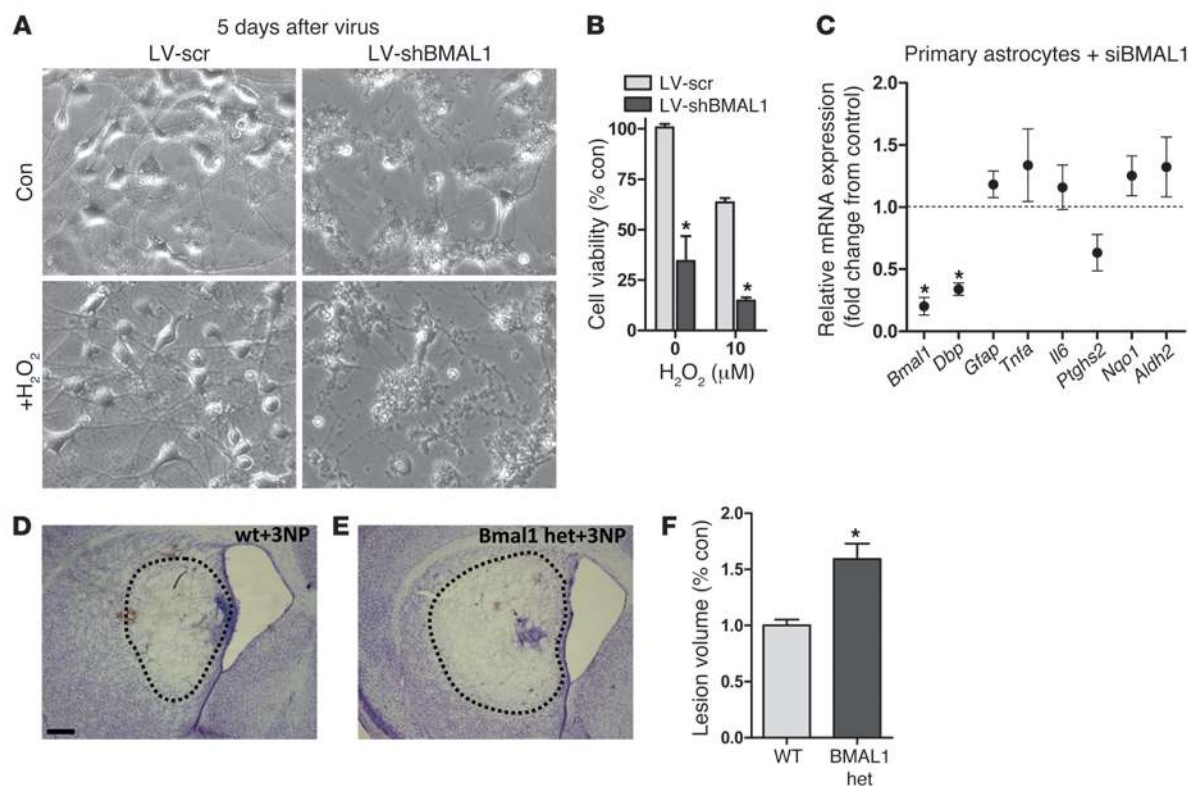 A
5 days after virus
LV-scr
LV-shBMAL1
Con
+H₂O₂
B
LV-scr
LV-shBMAL1
Cell viability (% con)
100
75
50
25
0
*
*
0
10
H₂O₂ (μM)
C
Primary astrocytes + siBMAL1
Relative mRNA expression
(fold change from control)
2.0
1.5
1.0
0.5
0.0
*
*
Bmal1
Dbp
Gfap
Tnfa
Il6
Ptghs2
Nqo1
Aldh2
D
wt+3NP
E
Bmal1 het+3NP
F
Lesion volume (% con)
2.0
1.5
1.0
0.5
0.0
*
WT
BMAL1
het